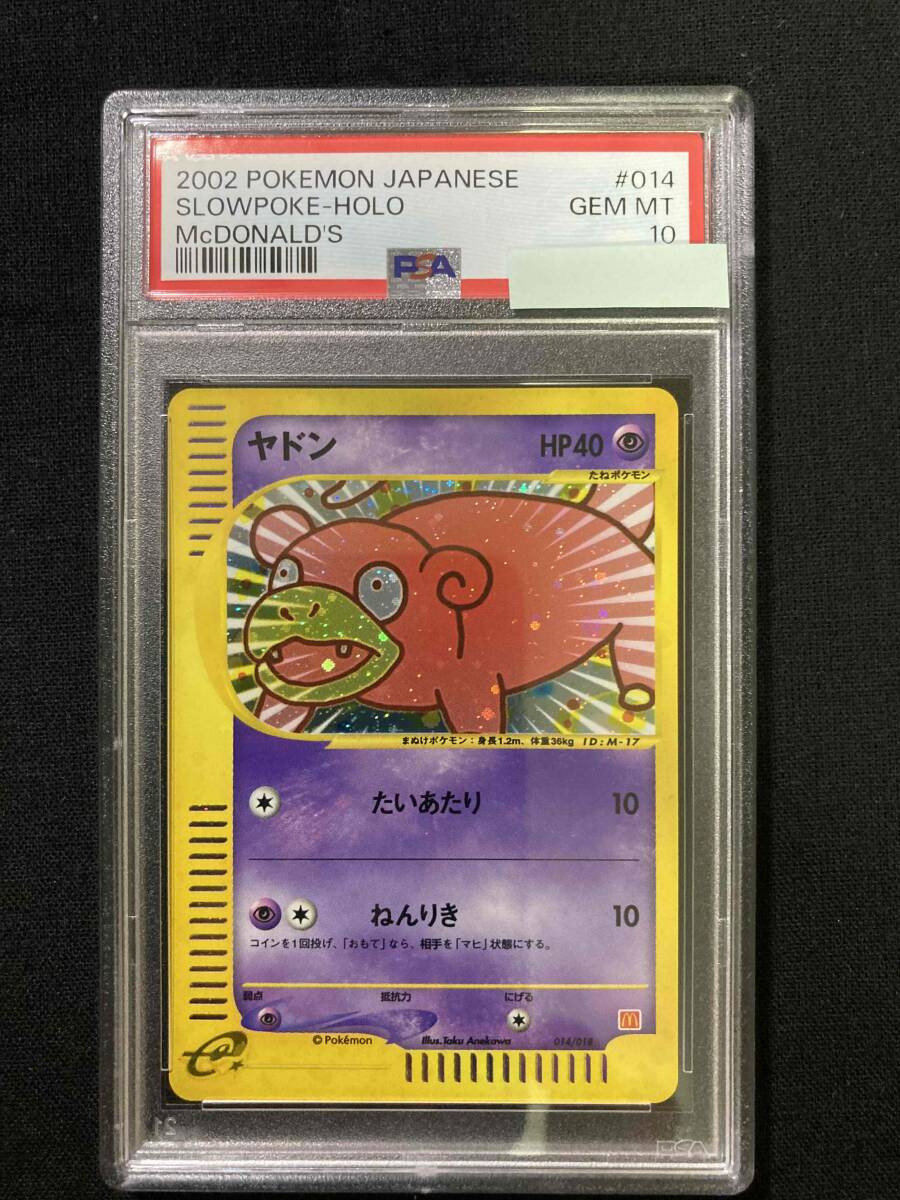 2002 POKEMON JAPANESE #014
SLOWPOKE-HOLO GEM MT
McDONALD'S 10
PSA
ヤドン HP40
たねポケモン
まぬけポケモン:身長1.2m、体重36kg ID:M-17
たいあたり 10
ねんりき 10
コインを1回投げ、「おもて」なら、相手を「マヒ」状態にする。
弱点 抵抗力 にげる
©Pokémon Illus.Taku Anekawa 014/018
e
21 PSA